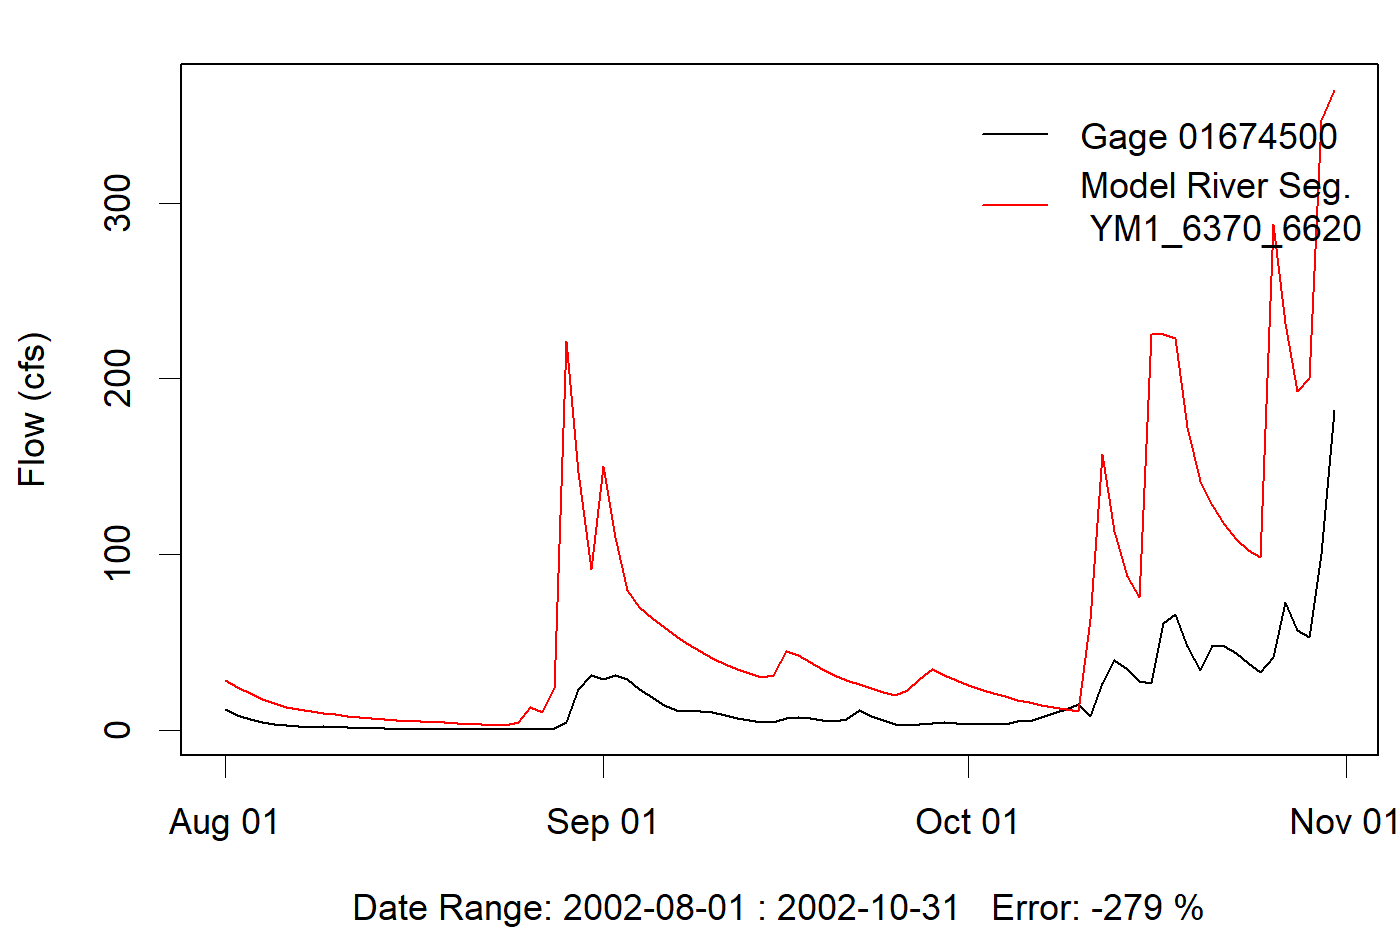 Gage 01674500
Model River Seg.
YM1_6370_6620
Flow (cfs)
300
200
100
0
Aug 01 Sep 01 Oct 01 Nov 01
Date Range: 2002-08-01 : 2002-10-31 Error: -279 %